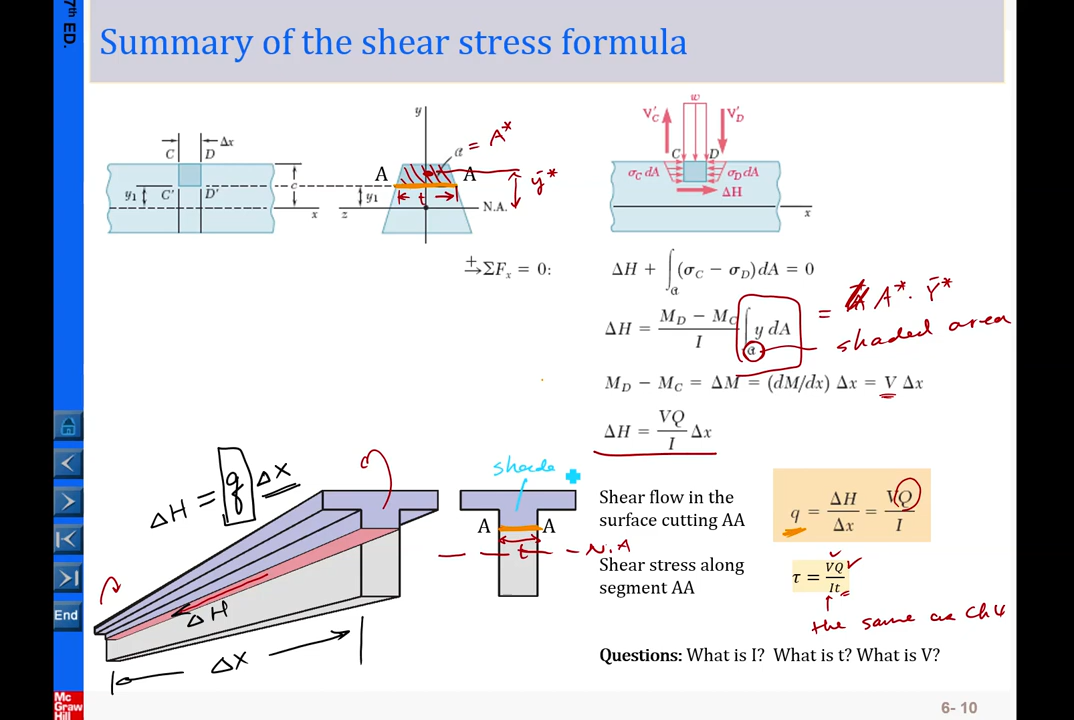 7th ED.
Summary of the shear stress formula
Δx
C D
y1 C' D' c
x
y
a = A*
A A ȳ*
y1 t N.A.
z
w
V'C V'D
C D
σC dA σD dA
ΔH
x
+→ ΣFx = 0: ΔH + ∫a (σC − σD) dA = 0
ΔH = (MD − MC)/I ∫a y dA = A* · Ȳ*
shaded area
MD − MC = ΔM = (dM/dx) Δx = V Δx
ΔH = VQ/I Δx
ΔH = q Δx
shade
A A
t N.A
ΔH
Δx
Shear flow in the
surface cutting AA
q = ΔH/Δx = VQ/I
Shear stress along
segment AA
τ = VQ/It
the same as Ch4
Questions: What is I? What is t? What is V?
End
Mc
Graw
Hill
6- 10